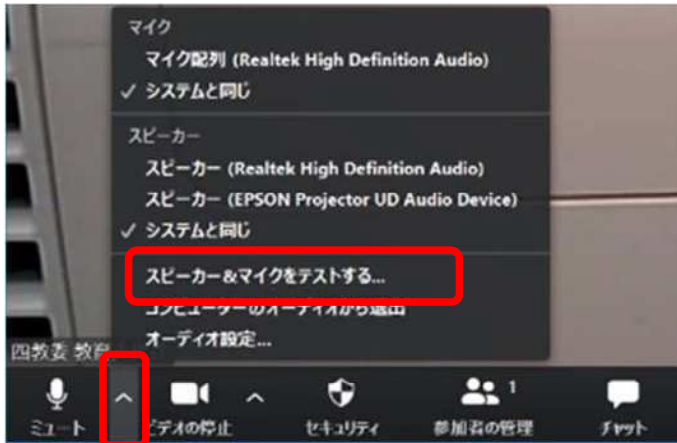 マイク
マイク配列 (Realtek High Definition Audio)
✓ システムと同じ
スピーカー
スピーカー (Realtek High Definition Audio)
スピーカー (EPSON Projector UD Audio Device)
✓ システムと同じ
スピーカー&マイクをテストする...
コンピューターのオーディオから退出
オーディオ設定...
四教委 教育
ミュート
デオの停止
セキュリティ
1
参加者の管理
チャット